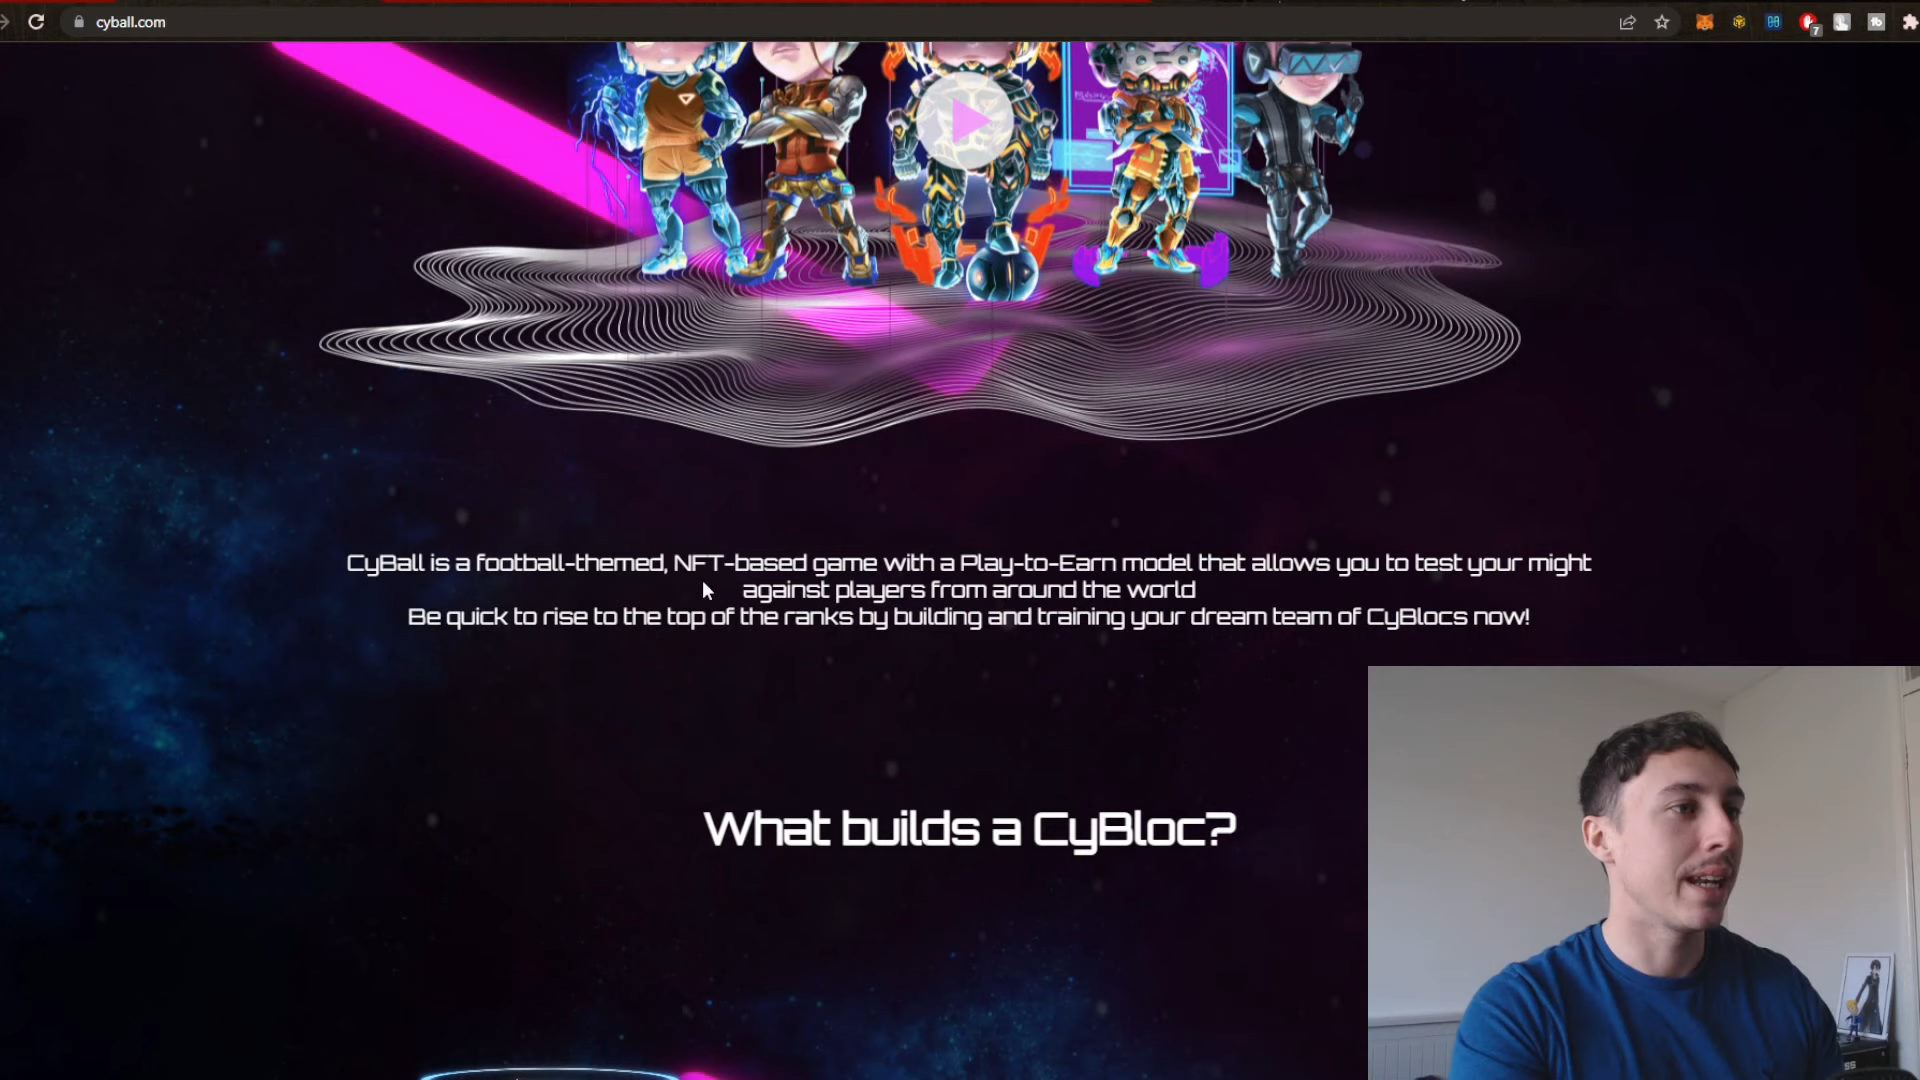 cyball.com
7
CyBall is a football-themed, NFT-based game with a Play-to-Earn model that allows you to test your might
against players from around the world
Be quick to rise to the top of the ranks by building and training your dream team of CyBlocs now!
What builds a CyBloc?